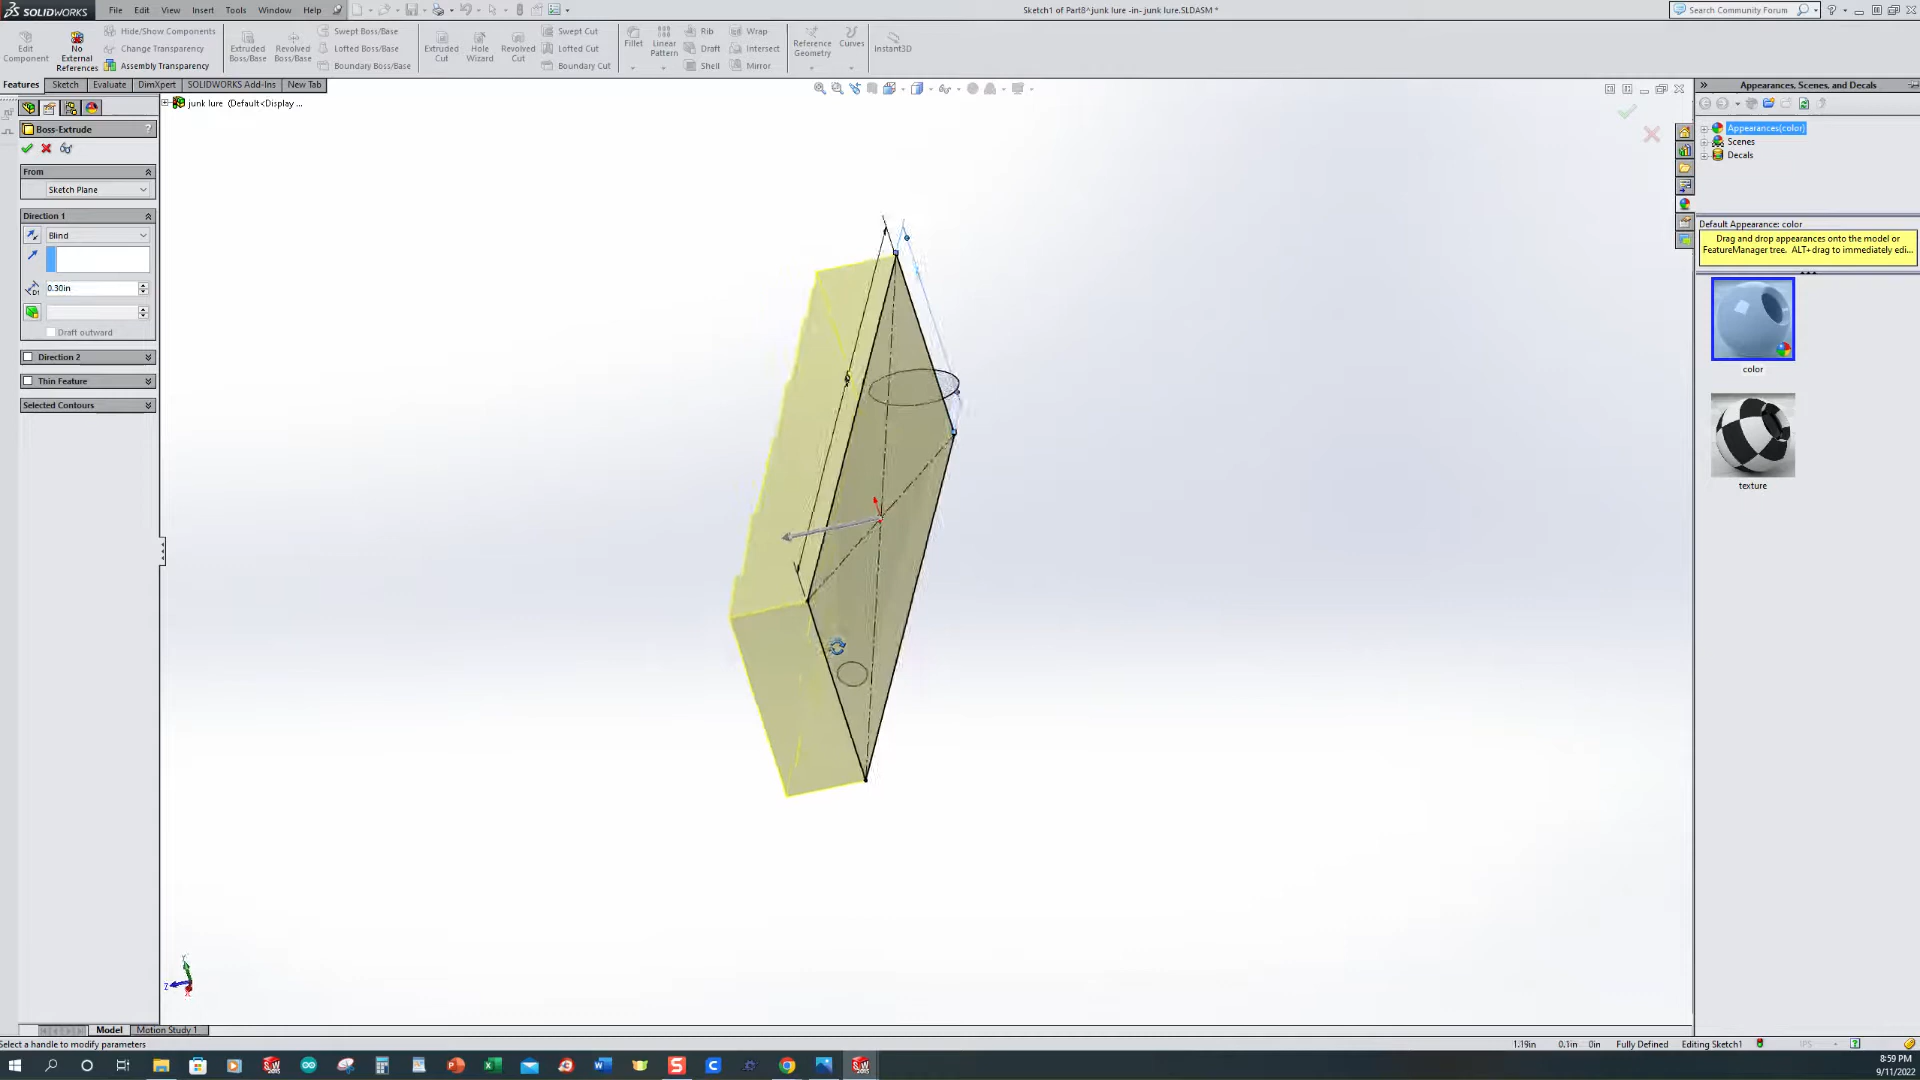 SOLIDWORKS File Edit View Insert Tools Window Help Sketch1 of Part8^junk lure -in- junk lure.SLDASM * Search Community Forum
Edit Component
No External References
Hide/Show Components
Change Transparency
Assembly Transparency
Extruded Boss/Base
Revolved Boss/Base
Swept Boss/Base
Lofted Boss/Base
Boundary Boss/Base
Extruded Cut
Hole Wizard
Revolved Cut
Swept Cut
Lofted Cut
Boundary Cut
Fillet
Linear Pattern
Rib
Draft
Shell
Wrap
Intersect
Mirror
Reference Geometry
Curves
Instant3D
Features Sketch Evaluate DimXpert SOLIDWORKS Add-Ins New Tab
Appearances, Scenes, and Decals
junk lure (Default<Display ...
Boss-Extrude ?
From
Sketch Plane
Direction 1
Blind
0.30in
Draft outward
Direction 2
Thin Feature
Selected Contours
Appearances(color)
Scenes
Decals
Default Appearance: color
Drag and drop appearances onto the model or
FeatureManager tree. ALT+drag to immediately edi...
color
texture
Y
Z
X
Model Motion Study 1
Select a handle to modify parameters 1.19in 0.1in 0in Fully Defined Editing Sketch1 IPS
8:59 PM
9/11/2022